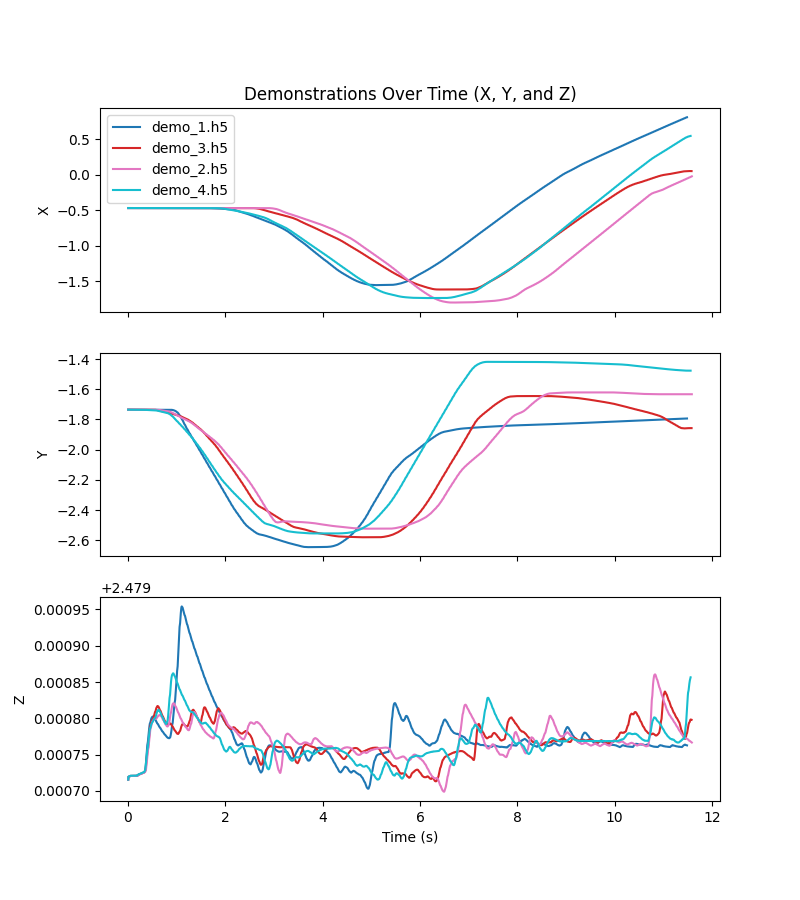 Demonstrations Over Time (X, Y, and Z)
demo_1.h5
demo_3.h5
demo_2.h5
demo_4.h5
0.5
0.0
−0.5
−1.0
−1.5
X
−1.4
−1.6
−1.8
−2.0
−2.2
−2.4
−2.6
Y
+2.479
0.00095
0.00090
0.00085
0.00080
0.00075
0.00070
Z
0 2 4 6 8 10 12
Time (s)